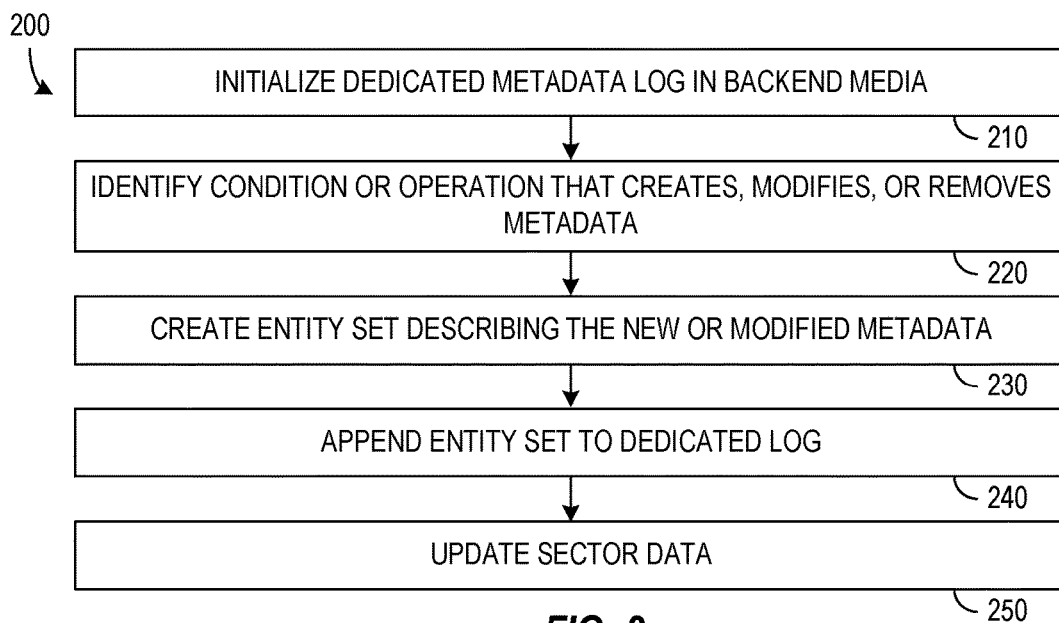 200
INITIALIZE DEDICATED METADATA LOG IN BACKEND MEDIA
210
IDENTIFY CONDITION OR OPERATION THAT CREATES, MODIFIES, OR REMOVES
METADATA
220
CREATE ENTITY SET DESCRIBING THE NEW OR MODIFIED METADATA
230
APPEND ENTITY SET TO DEDICATED LOG
240
UPDATE SECTOR DATA
250